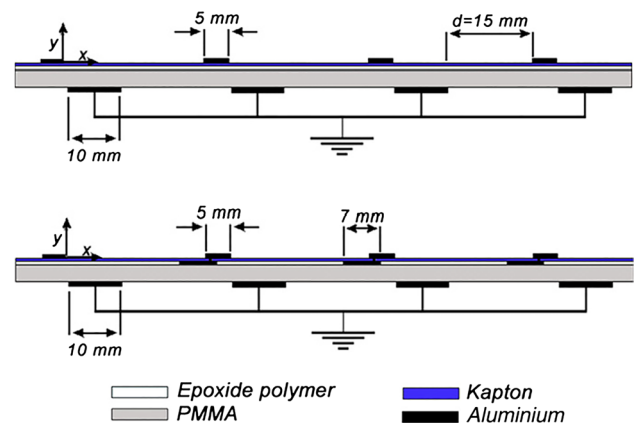 5 mm
d=15 mm
y
x
10 mm
5 mm
7 mm
y
x
10 mm
Epoxide polymer
Kapton
PMMA
Aluminium